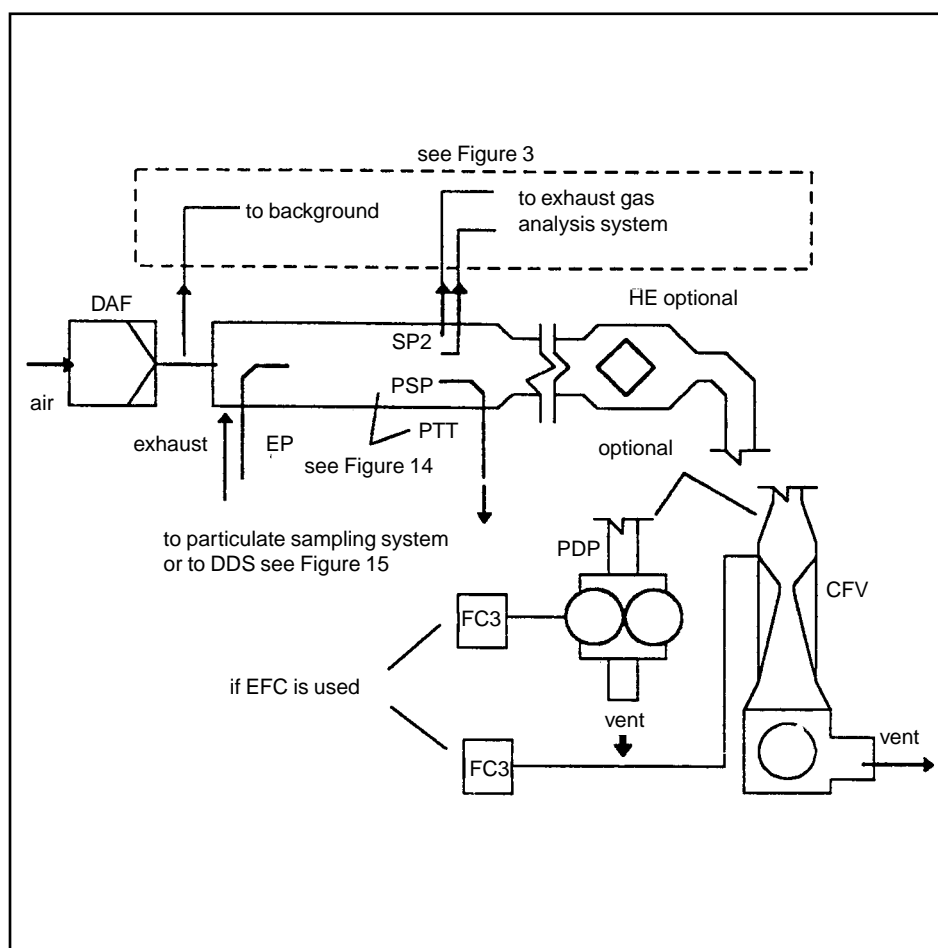 see Figure 3
to background
to exhaust gas
analysis system
DAF
HE optional
SP2
air
PSP
exhaust
EP
PTT
see Figure 14
optional
to particulate sampling system
or to DDS see Figure 15
PDP
CFV
FC3
if EFC is used
vent
vent
FC3